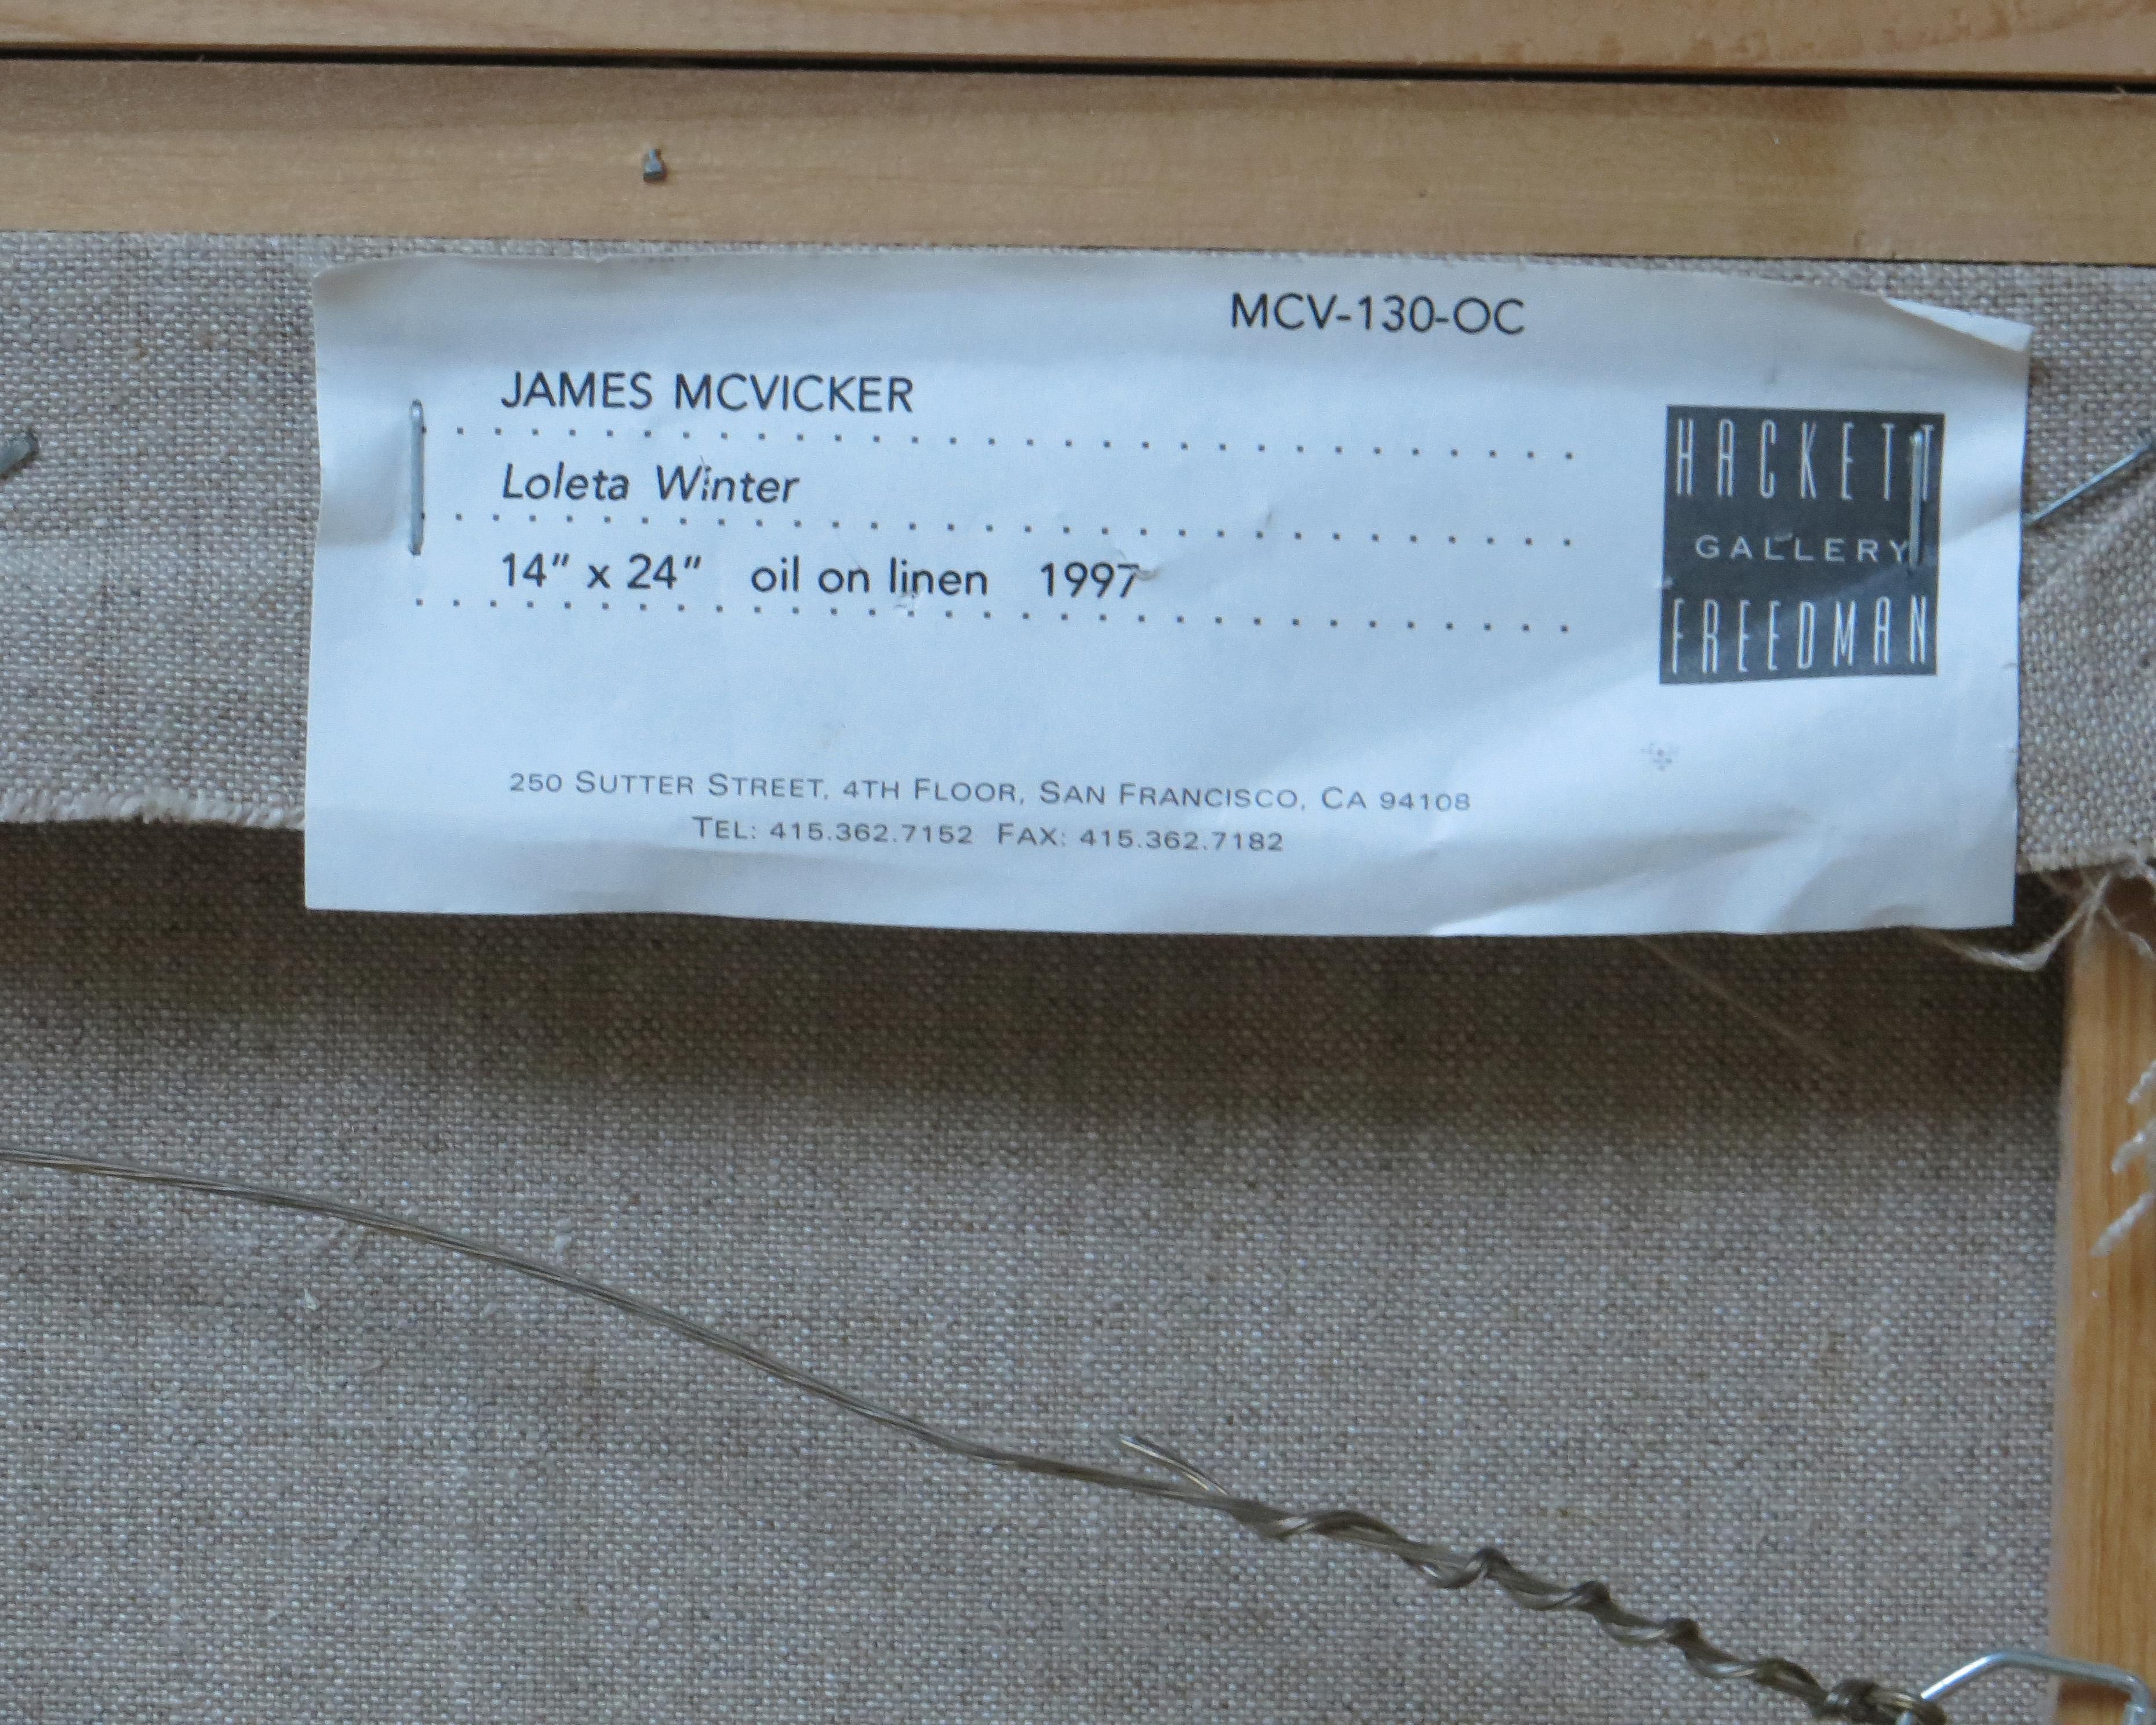 MCV-130-OC
JAMES MCVICKER
Loleta Winter
14" x 24" oil on linen 1997
HACKETT
GALLERY
FREEDMAN
250 SUTTER STREET, 4TH FLOOR, SAN FRANCISCO, CA 94108
TEL: 415.362.7152 FAX: 415.362.7182